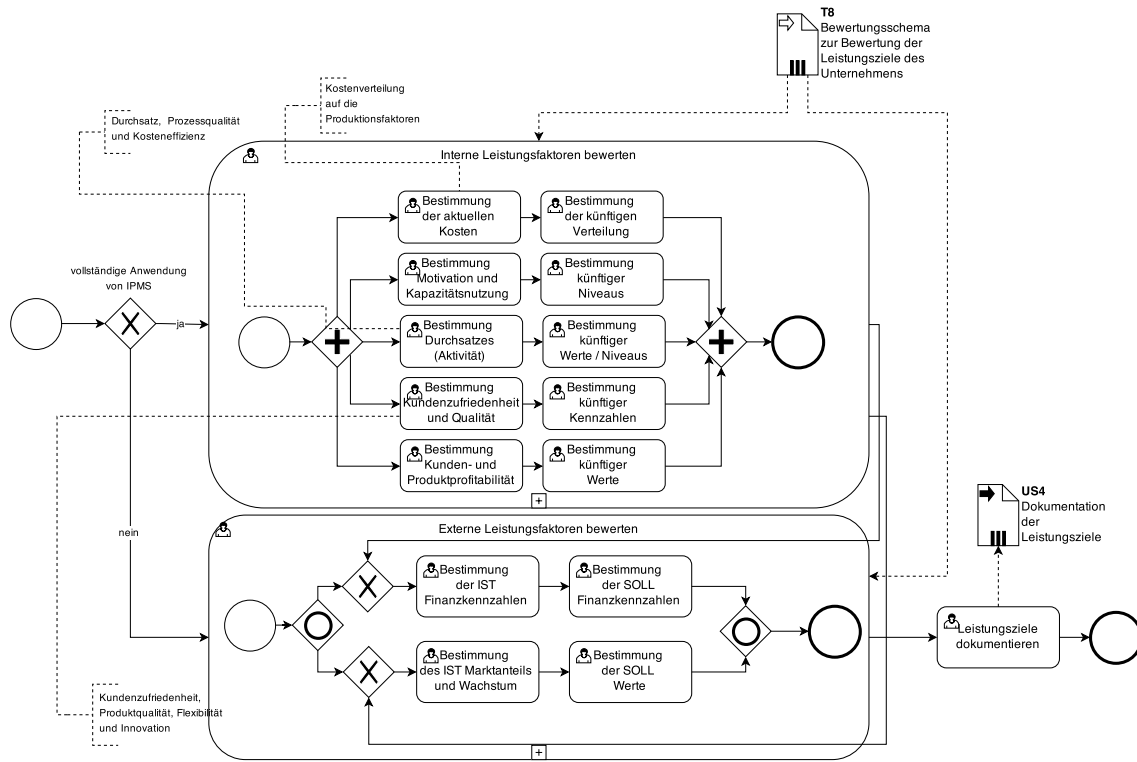 T8
Bewertungsschema
zur Bewertung der
Leistungsziele des
Unternehmens
Kostenverteilung
auf die
Produktionsfaktoren
Durchsatz, Prozessqualität
und Kosteneffizienz
Interne Leistungsfaktoren bewerten
Bestimmung
der aktuellen
Kosten
Bestimmung
der künftigen
Verteilung
vollständige Anwendung
von IPMS
ja
nein
Bestimmung
Motivation und
Kapazitätsnutzung
Bestimmung
künftiger
Niveaus
Bestimmung
Durchsatzes
(Aktivität)
Bestimmung
künftiger
Werte / Niveaus
Bestimmung
Kundenzufriedenheit
und Qualität
Bestimmung
künftiger
Kennzahlen
Bestimmung
Kunden- und
Produktprofitabilität
Bestimmung
künftiger
Werte
Externe Leistungsfaktoren bewerten
Bestimmung
der IST
Finanzkennzahlen
Bestimmung
der SOLL
Finanzkennzahlen
Bestimmung
des IST Marktanteils
und Wachstum
Bestimmung
der SOLL
Werte
US4
Dokumentation
der
Leistungsziele
Leistungsziele
dokumentieren
Kundenzufriedenheit,
Produktqualität, Flexibilität
und Innovation